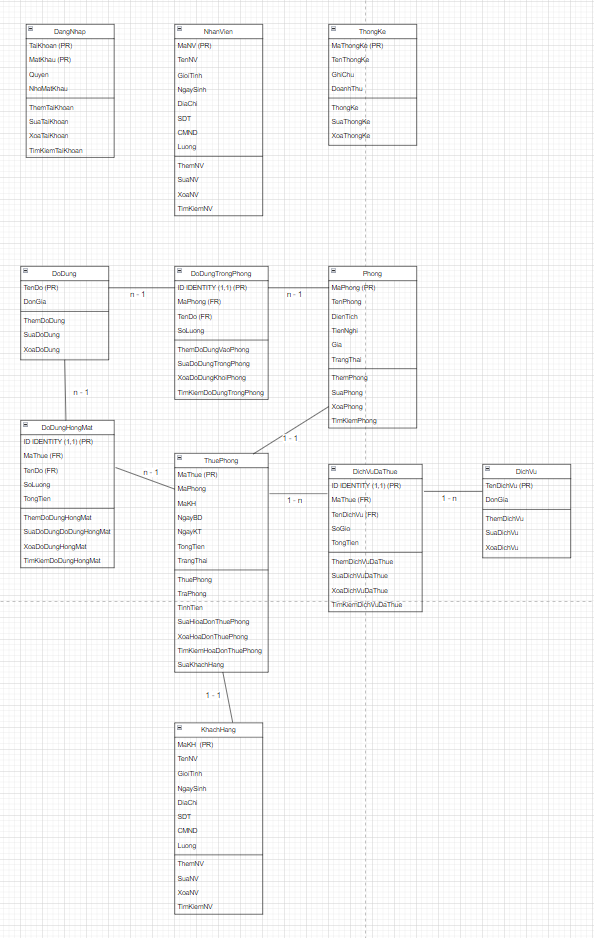 DangNhap
TaiKhoan (PR)
MatKhau (PR)
Quyen
NhoMatKhau
ThemTaiKhoan
SuaTaiKhoan
XoaTaiKhoan
TimKiemTaiKhoan
NhanVien
MaNV (PR)
TenNV
GioiTinh
NgaySinh
DiaChi
SDT
CMND
Luong
ThemNV
SuaNV
XoaNV
TimKiemNV
ThongKe
MaThongKe (PR)
TenThongKe
GhiChu
DoanhThu
ThongKe
SuaThongKe
XoaThongKe
DoDung
TenDo (PR)
DonGia
ThemDoDung
SuaDoDung
XoaDoDung
n - 1
DoDungTrongPhong
ID IDENTITY (1,1) (PR)
MaPhong (FR)
TenDo (FR)
SoLuong
ThemDoDungVaoPhong
SuaDoDungTrongPhong
XoaDoDungKhoiPhong
TimKiemDoDungTrongPhong
n - 1
Phong
MaPhong (PR)
TenPhong
DienTich
TienNghi
Gia
TrangThai
ThemPhong
SuaPhong
XoaPhong
TimKiemPhong
n - 1
DoDungHongMat
ID IDENTITY (1,1) (PR)
MaThue (FR)
TenDo (FR)
SoLuong
TongTien
ThemDoDungHongMat
SuaDoDungDoDungHongMat
XoaDoDungHongMat
TimKiemDoDungHongMat
n - 1
1 - 1
ThuePhong
MaThue (PR)
MaPhong
MaKH
NgayBD
NgayKT
TongTien
TrangThai
ThuePhong
TraPhong
TinhTien
SuaHioaDonThuePhong
XoaHoaDonThuePhong
TimKiemHoaDonThuePhong
SuaKhachHang
1 - n
DichVuDaThue
ID IDENTITY (1,1) (PR)
MaThue (FR)
TenDichVu (FR)
SoGio
TongTien
ThemDichVuDaThue
SuaDichVuDaThue
XoaDichVuDaThue
TimKiemDichVuDaThue
1 - n
DichVu
TenDichVu (PR)
DonGia
ThemDichVu
SuaDichVu
XoaDichVu
1 - 1
KhachHang
MaKH (PR)
TenNV
GioiTinh
NgaySinh
DiaChi
SDT
CMND
Luong
ThemNV
SuaNV
XoaNV
TimKiemNV